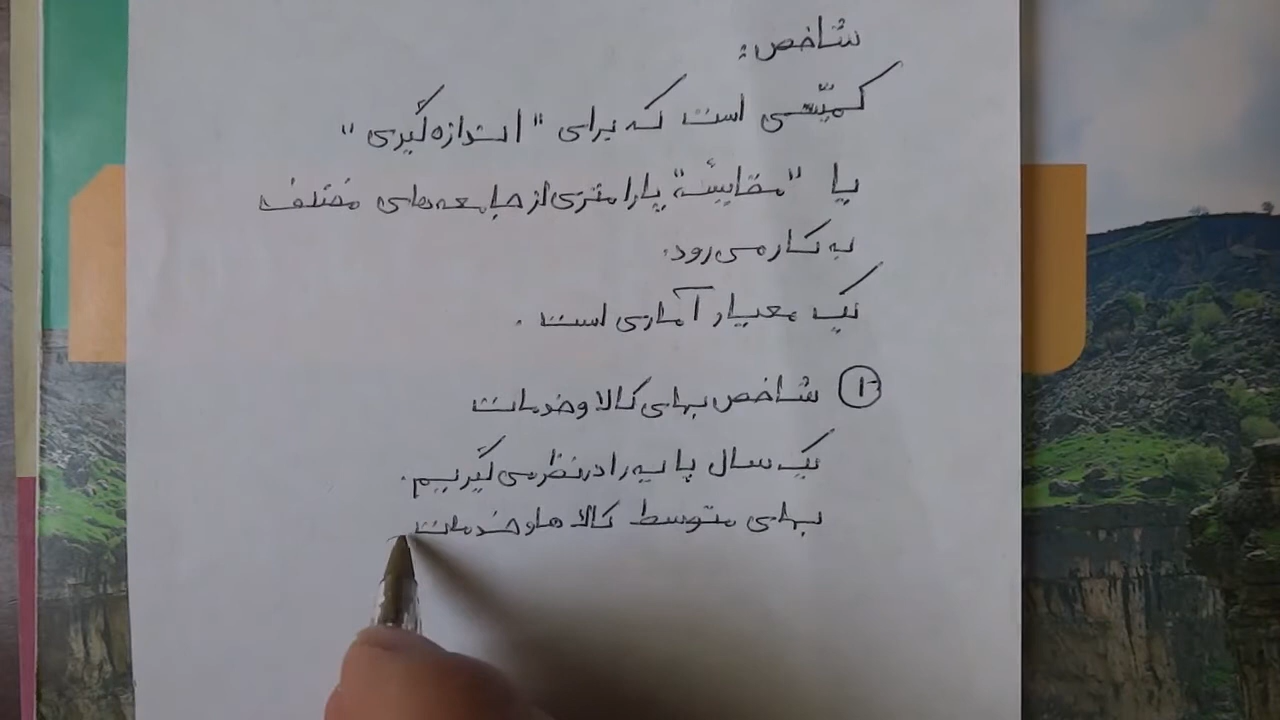 شاخص:
کمیّتی است که برای "اندازه‌گیری"
یا "مقایسهٔ" پارامتری از جامعه‌های مختلف
به کار می‌رود.
یک معیار آماری است.
① شاخص بهای کالا و خدمات
یک سال پایه را در نظر می‌گیریم.
بهای متوسط کالاها و خدمات